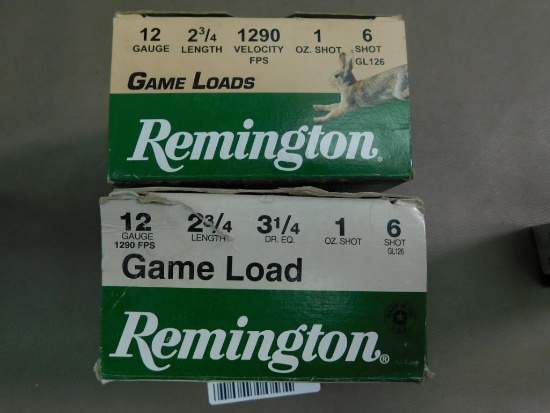 12 2 3/4 1290 1 6
GAUGE LENGTH VELOCITY OZ. SHOT SHOT
FPS GL126
GAME LOADS
Remington®
12 2 3/4 3 1/4 1 6
GAUGE LENGTH DR. EQ. OZ. SHOT SHOT
1290 FPS GL126
Game Load
Remington®